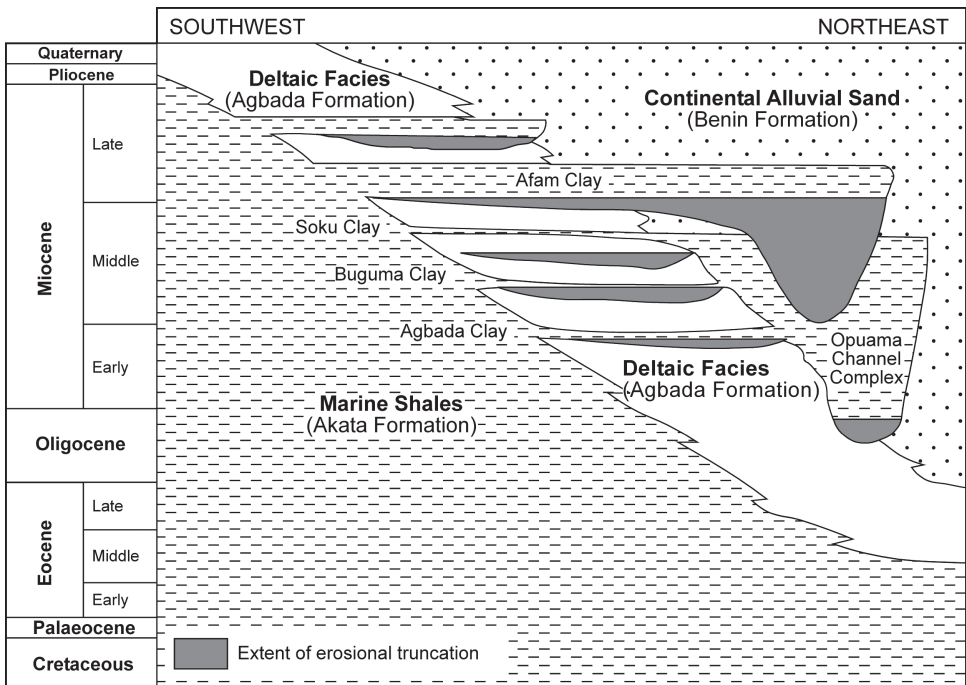 SOUTHWEST
NORTHEAST
Quaternary
Pliocene
Miocene
Late
Middle
Early
Oligocene
Eocene
Late
Middle
Early
Palaeocene
Cretaceous
Deltaic Facies
(Agbada Formation)
Continental Alluvial Sand
(Benin Formation)
Afam Clay
Soku Clay
Buguma Clay
Agbada Clay
Opuama
Channel
Complex
Deltaic Facies
(Agbada Formation)
Marine Shales
(Akata Formation)
Extent of erosional truncation